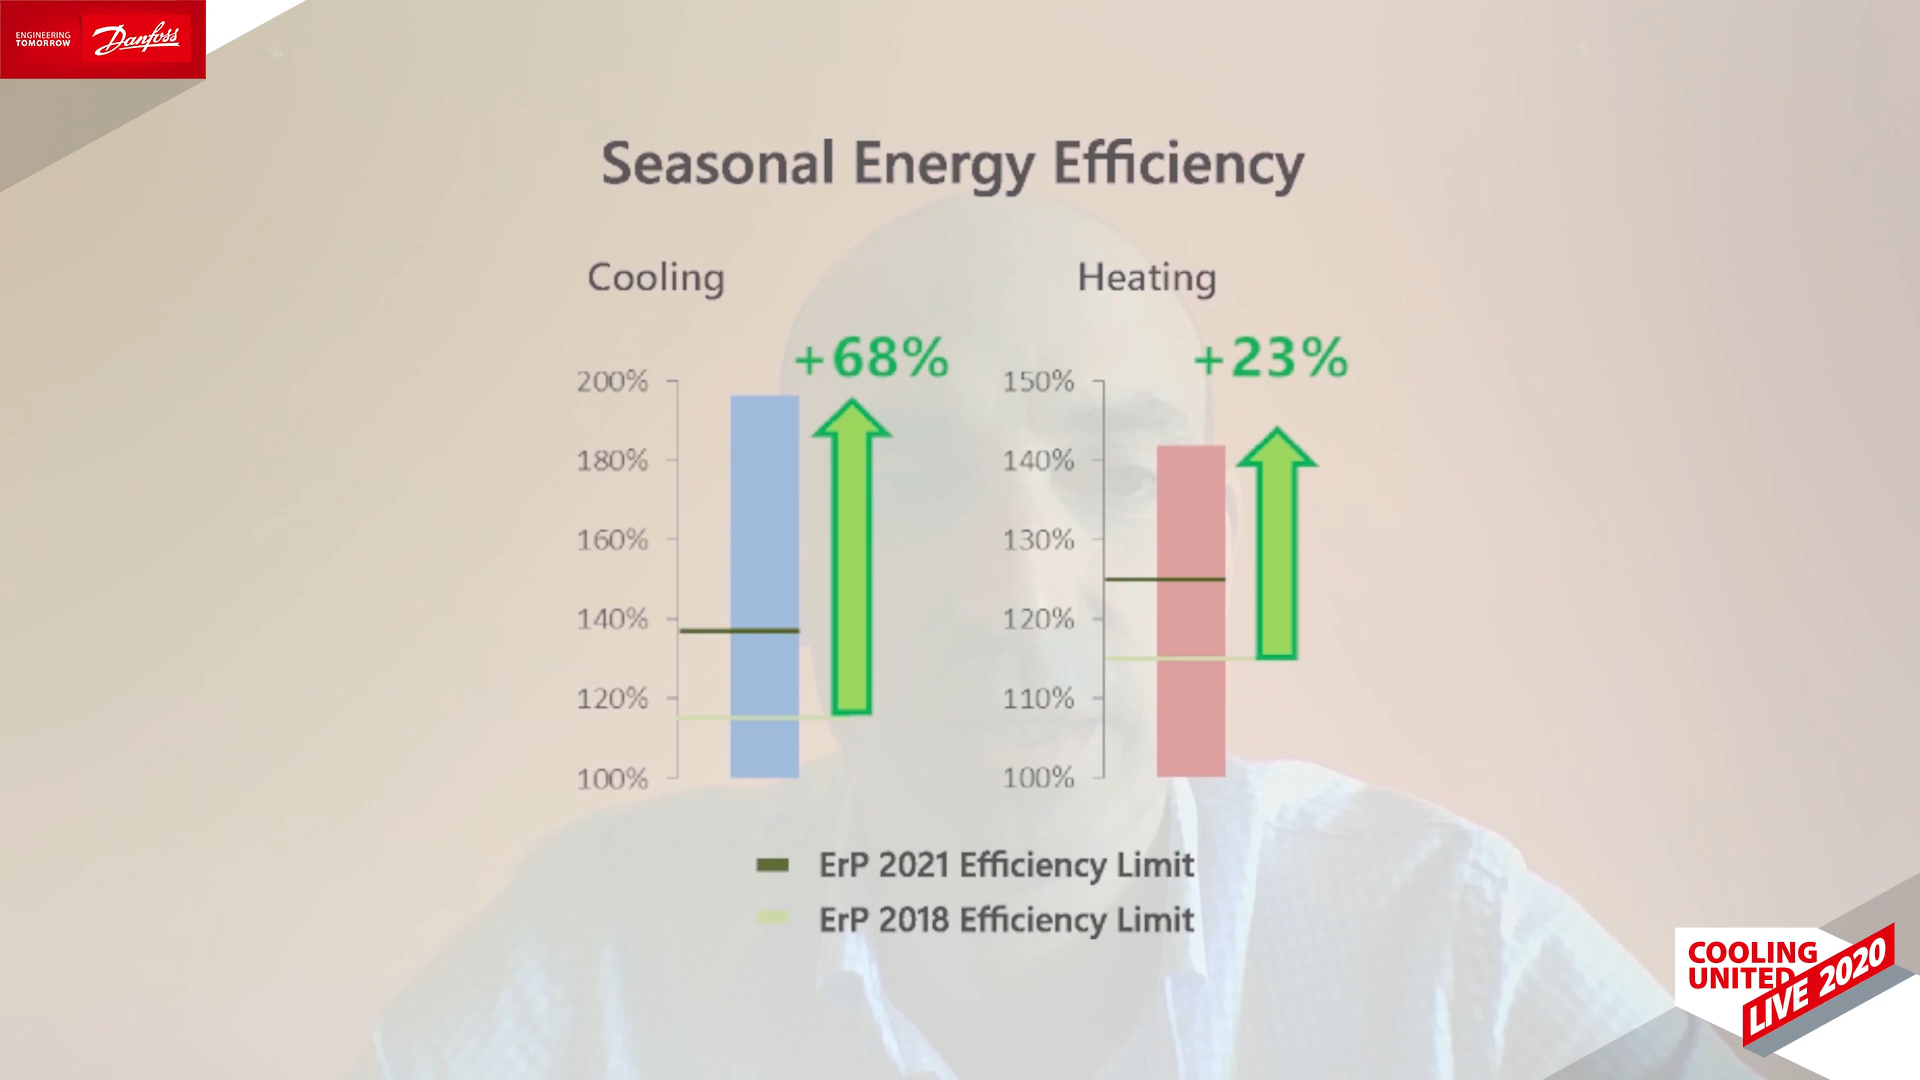 ENGINEERING
TOMORROW
Danfoss
Seasonal Energy Efficiency
Cooling
Heating
+68%
+23%
200%
180%
160%
140%
120%
100%
150%
140%
130%
120%
110%
100%
ErP 2021 Efficiency Limit
ErP 2018 Efficiency Limit
COOLING
UNITED
LIVE 2020